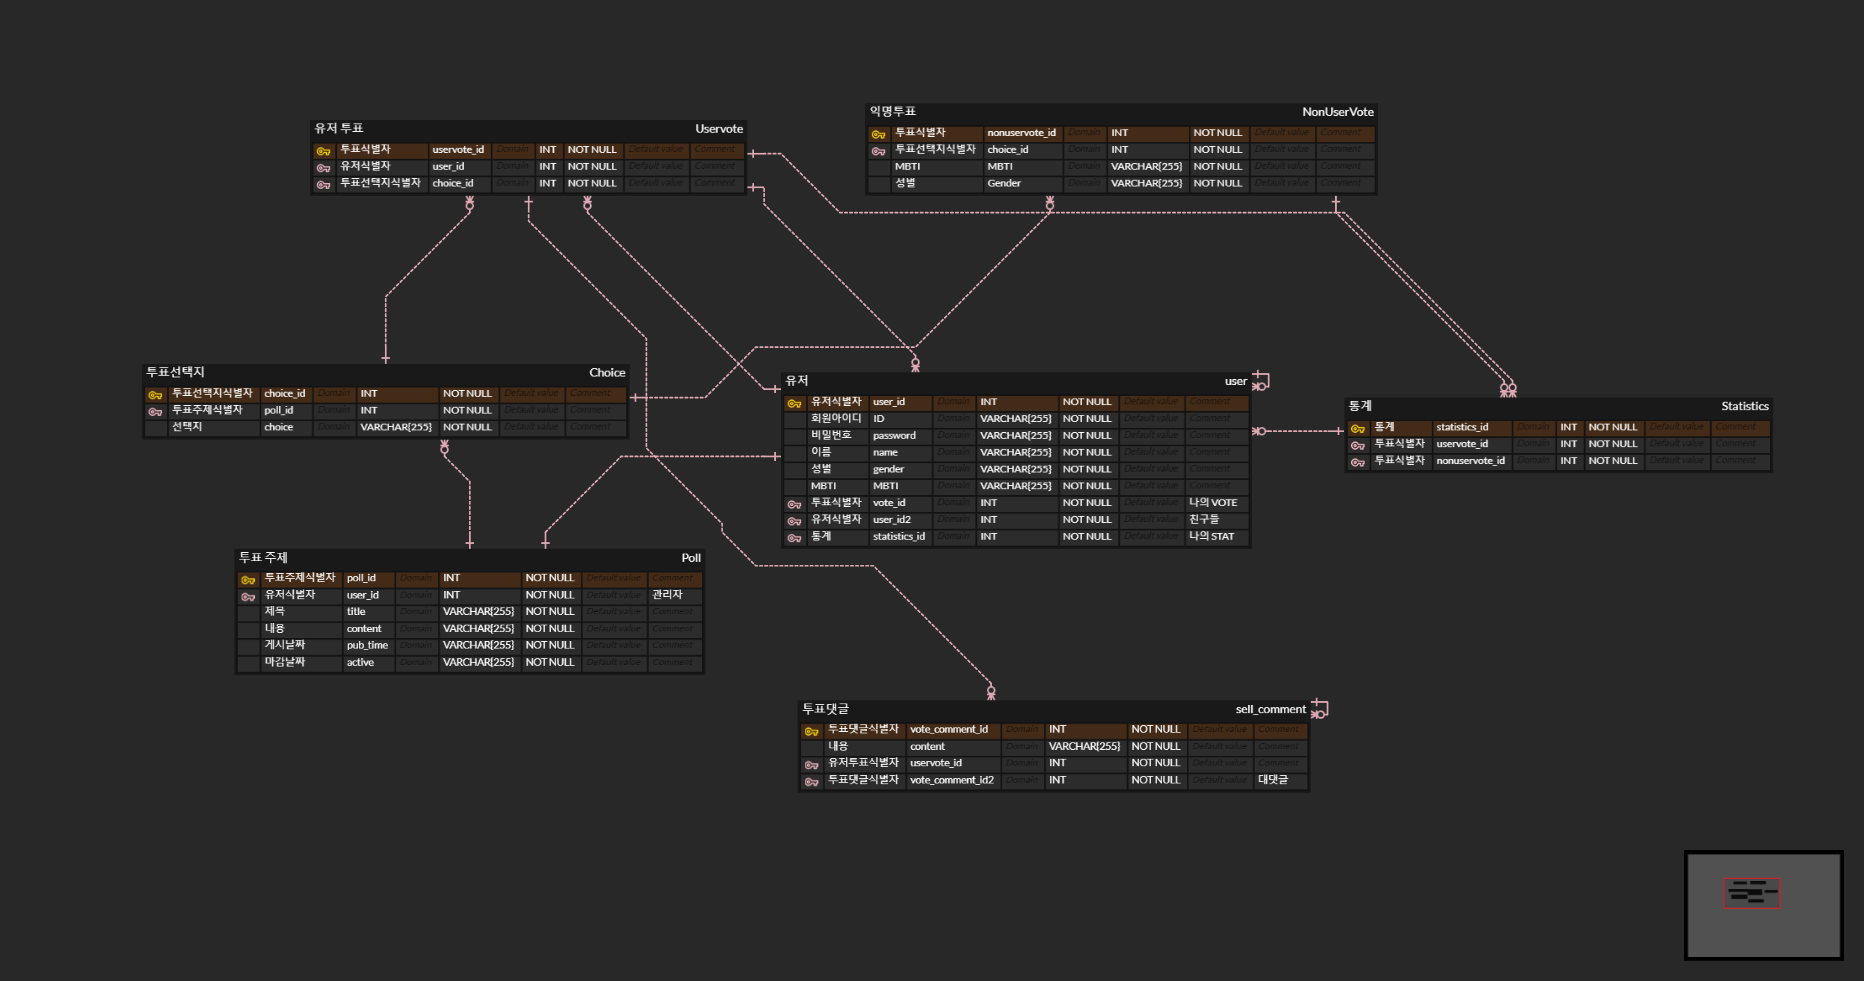 유저 투표 Uservote
투표식별자 uservote_id Domain INT NOT NULL Default value Comment
유저식별자 user_id Domain INT NOT NULL Default value Comment
투표선택지식별자 choice_id Domain INT NOT NULL Default value Comment
익명투표 NonUserVote
투표식별자 nonuservote_id Domain INT NOT NULL Default value Comment
투표선택지식별자 choice_id Domain INT NOT NULL Default value Comment
MBTI MBTI Domain VARCHAR(255) NOT NULL Default value Comment
성별 Gender Domain VARCHAR(255) NOT NULL Default value Comment
투표선택지 Choice
투표선택지식별자 choice_id Domain INT NOT NULL Default value Comment
투표주제식별자 poll_id Domain INT NOT NULL Default value Comment
선택지 choice Domain VARCHAR(255) NOT NULL Default value Comment
유저 user
유저식별자 user_id Domain INT NOT NULL Default value Comment
회원아이디 ID Domain VARCHAR(255) NOT NULL Default value Comment
비밀번호 password Domain VARCHAR(255) NOT NULL Default value Comment
이름 name Domain VARCHAR(255) NOT NULL Default value Comment
성별 gender Domain VARCHAR(255) NOT NULL Default value Comment
MBTI MBTI Domain VARCHAR(255) NOT NULL Default value Comment
투표식별자 vote_id Domain INT NOT NULL Default value 나의 VOTE
유저식별자 user_id2 Domain INT NOT NULL Default value 친구들
통계 statistics_id Domain INT NOT NULL Default value 나의 STAT
통계 Statistics
통계 statistics_id Domain INT NOT NULL Default value Comment
투표식별자 uservote_id Domain INT NOT NULL Default value Comment
투표식별자 nonuservote_id Domain INT NOT NULL Default value Comment
투표 주제 Poll
투표주제식별자 poll_id Domain INT NOT NULL Default value Comment
유저식별자 user_id Domain INT NOT NULL Default value 관리자
제목 title Domain VARCHAR(255) NOT NULL Default value Comment
내용 content Domain VARCHAR(255) NOT NULL Default value Comment
게시날짜 pub_time Domain VARCHAR(255) NOT NULL Default value Comment
마감날짜 active Domain VARCHAR(255) NOT NULL Default value Comment
투표댓글 sell_comment
투표댓글식별자 vote_comment_id Domain INT NOT NULL Default value Comment
내용 content Domain VARCHAR(255) NOT NULL Default value Comment
유저투표식별자 uservote_id Domain INT NOT NULL Default value Comment
투표댓글식별자 vote_comment_id2 Domain INT NOT NULL Default value 대댓글